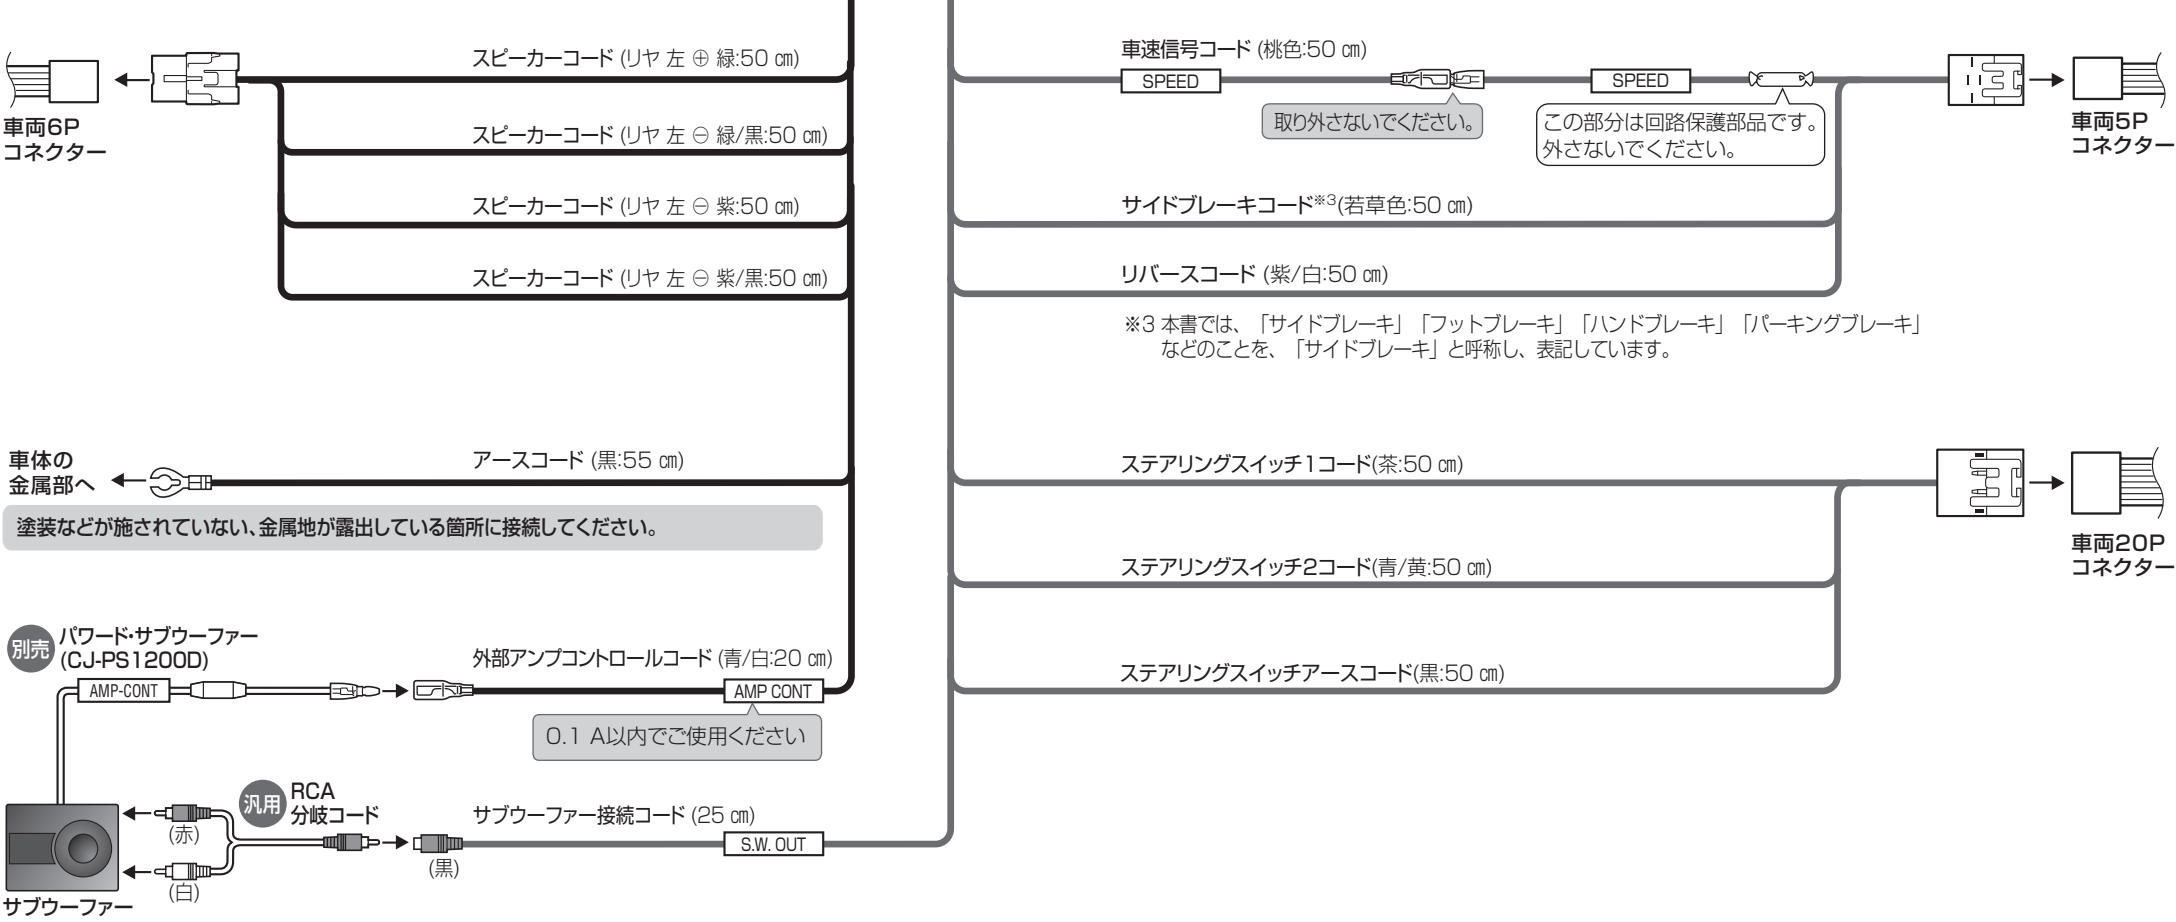 スピーカーコード (リヤ 左 ⊕ 緑:50 ㎝)
車両6P
コネクター
スピーカーコード (リヤ 左 ⊖ 緑/黒:50 ㎝)
スピーカーコード (リヤ 左 ⊖ 紫:50 ㎝)
スピーカーコード (リヤ 左 ⊖ 紫/黒:50 ㎝)
車速信号コード (桃色:50 ㎝)
SPEED
SPEED
取り外さないでください。
この部分は回路保護部品です。
外さないでください。
車両5P
コネクター
サイドブレーキコード※3(若草色:50 ㎝)
リバースコード (紫/白:50 ㎝)
※3 本書では、「サイドブレーキ」「フットブレーキ」「ハンドブレーキ」「パーキングブレーキ」
などのことを、「サイドブレーキ」と呼称し、表記しています。
車体の
金属部へ
アースコード (黒:55 ㎝)
塗装などが施されていない、金属地が露出している箇所に接続してください。
ステアリングスイッチ1コード(茶:50 ㎝)
車両20P
コネクター
ステアリングスイッチ2コード(青/黄:50 ㎝)
ステアリングスイッチアースコード(黒:50 ㎝)
別売
パワード・サブウーファー
(CJ-PS1200D)
AMP-CONT
外部アンプコントロールコード (青/白:20 ㎝)
AMP CONT
0.1 A以内でご使用ください
汎用
RCA
分岐コード
(赤)
(白)
(黒)
サブウーファー接続コード (25 ㎝)
S.W. OUT
サブウーファー